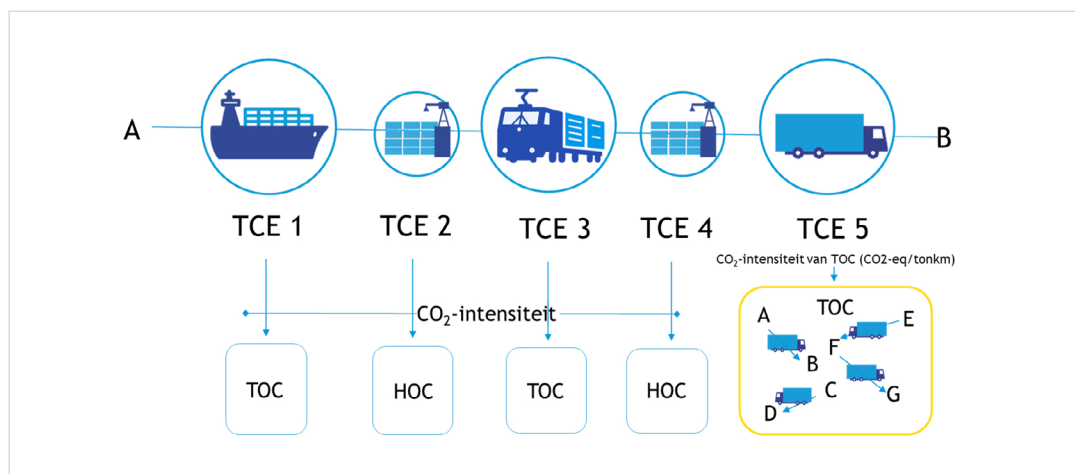 A
B
TCE 1
TCE 2
TCE 3
TCE 4
TCE 5
CO₂-intensiteit van TOC (CO2-eq/tonkm)
CO₂-intensiteit
TOC
HOC
TOC
HOC
TOC
A
E
F
B
C
G
D